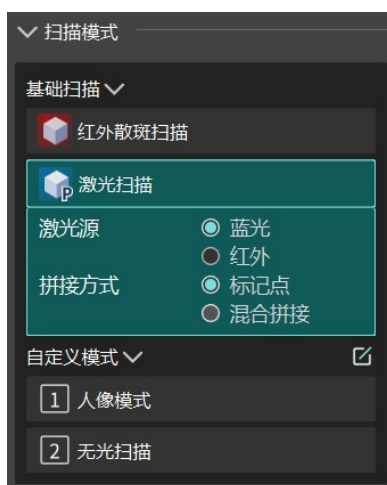 扫描模式
基础扫描
红外散斑扫描
P 激光扫描
激光源 蓝光
红外
拼接方式 标记点
混合拼接
自定义模式
1 人像模式
2 无光扫描